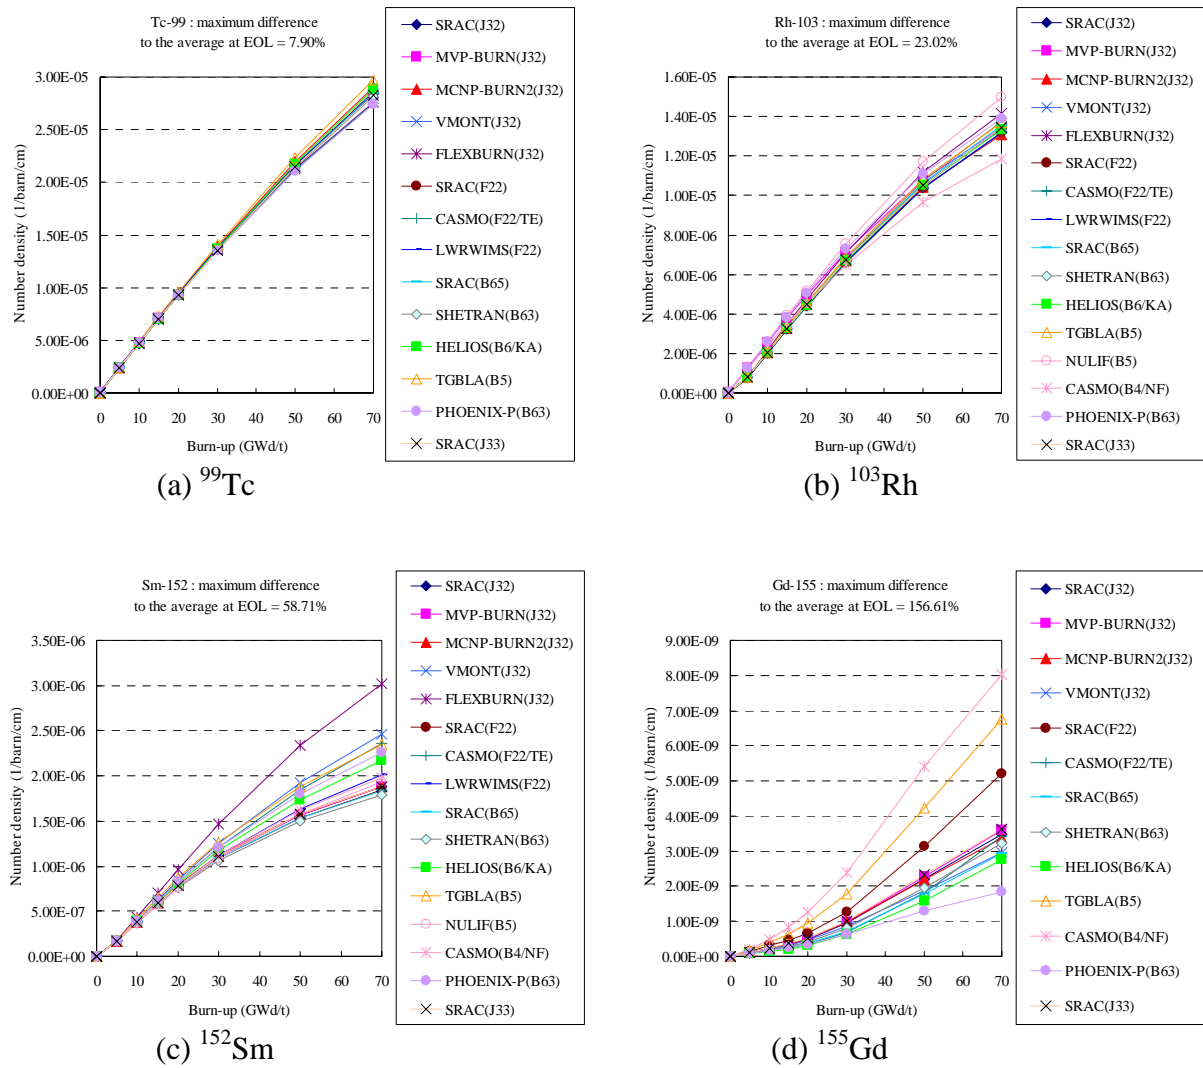 Tc-99 : maximum difference
to the average at EOL = 7.90%
Number density (1/barn/cm)
3.00E-05
2.50E-05
2.00E-05
1.50E-05
1.00E-05
5.00E-06
0.00E+00
0 10 20 30 40 50 60 70
Burn-up (GWd/t)
SRAC(J32)
MVP-BURN(J32)
MCNP-BURN2(J32)
VMONT(J32)
FLEXBURN(J32)
SRAC(F22)
CASMO(F22/TE)
LWRWIMS(F22)
SRAC(B65)
SHETRAN(B63)
HELIOS(B6/KA)
TGBLA(B5)
PHOENIX-P(B63)
SRAC(J33)
(a) ⁹⁹Tc
Rh-103 : maximum difference
to the average at EOL = 23.02%
Number density (1/barn/cm)
1.60E-05
1.40E-05
1.20E-05
1.00E-05
8.00E-06
6.00E-06
4.00E-06
2.00E-06
0.00E+00
0 10 20 30 40 50 60 70
Burn-up (GWd/t)
SRAC(J32)
MVP-BURN(J32)
MCNP-BURN2(J32)
VMONT(J32)
FLEXBURN(J32)
SRAC(F22)
CASMO(F22/TE)
LWRWIMS(F22)
SRAC(B65)
SHETRAN(B63)
HELIOS(B6/KA)
TGBLA(B5)
NULIF(B5)
CASMO(B4/NF)
PHOENIX-P(B63)
SRAC(J33)
(b) ¹⁰³Rh
Sm-152 : maximum difference
to the average at EOL = 58.71%
Number density (1/barn/cm)
3.50E-06
3.00E-06
2.50E-06
2.00E-06
1.50E-06
1.00E-06
5.00E-07
0.00E+00
0 10 20 30 40 50 60 70
Burn-up (GWd/t)
SRAC(J32)
MVP-BURN(J32)
MCNP-BURN2(J32)
VMONT(J32)
FLEXBURN(J32)
SRAC(F22)
CASMO(F22/TE)
LWRWIMS(F22)
SRAC(B65)
SHETRAN(B63)
HELIOS(B6/KA)
TGBLA(B5)
NULIF(B5)
CASMO(B4/NF)
PHOENIX-P(B63)
SRAC(J33)
(c) ¹⁵²Sm
Gd-155 : maximum difference
to the average at EOL = 156.61%
Number density (1/barn/cm)
9.00E-09
8.00E-09
7.00E-09
6.00E-09
5.00E-09
4.00E-09
3.00E-09
2.00E-09
1.00E-09
0.00E+00
0 10 20 30 40 50 60 70
Burn-up (GWd/t)
SRAC(J32)
MVP-BURN(J32)
MCNP-BURN2(J32)
VMONT(J32)
SRAC(F22)
CASMO(F22/TE)
SRAC(B65)
SHETRAN(B63)
HELIOS(B6/KA)
TGBLA(B5)
CASMO(B4/NF)
PHOENIX-P(B63)
SRAC(J33)
(d) ¹⁵⁵Gd